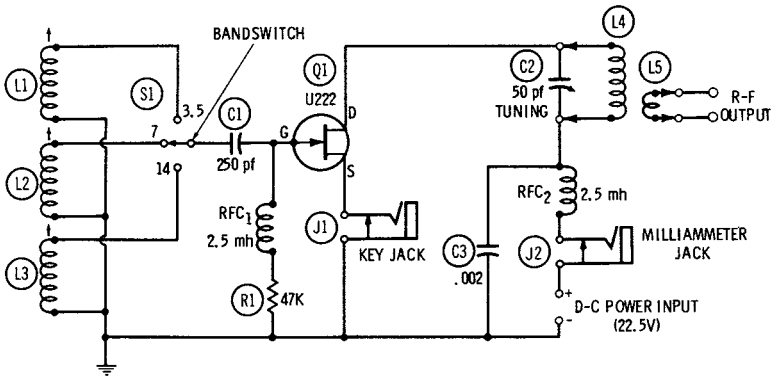 BANDSWITCH
L1
S1
3.5
C1
7
G
250 pf
14
L2
L3
Q1
U222
D
S
RFC1
2.5 mh
R1
47K
J1
KEY JACK
C2
50 pf
TUNING
L4
L5
R-F
OUTPUT
RFC2
2.5 mh
C3
.002
J2
MILLIAMMETER
JACK
+
D-C POWER INPUT
(22.5V)
-